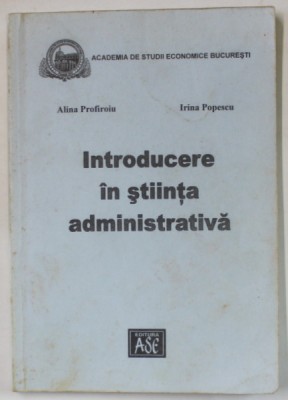 ACADEMIA DE STUDII ECONOMICE BUCUREȘTI
Alina Profiroiu
Irina Popescu
Introducere
în știința
administrativă
EDITURA
ASE